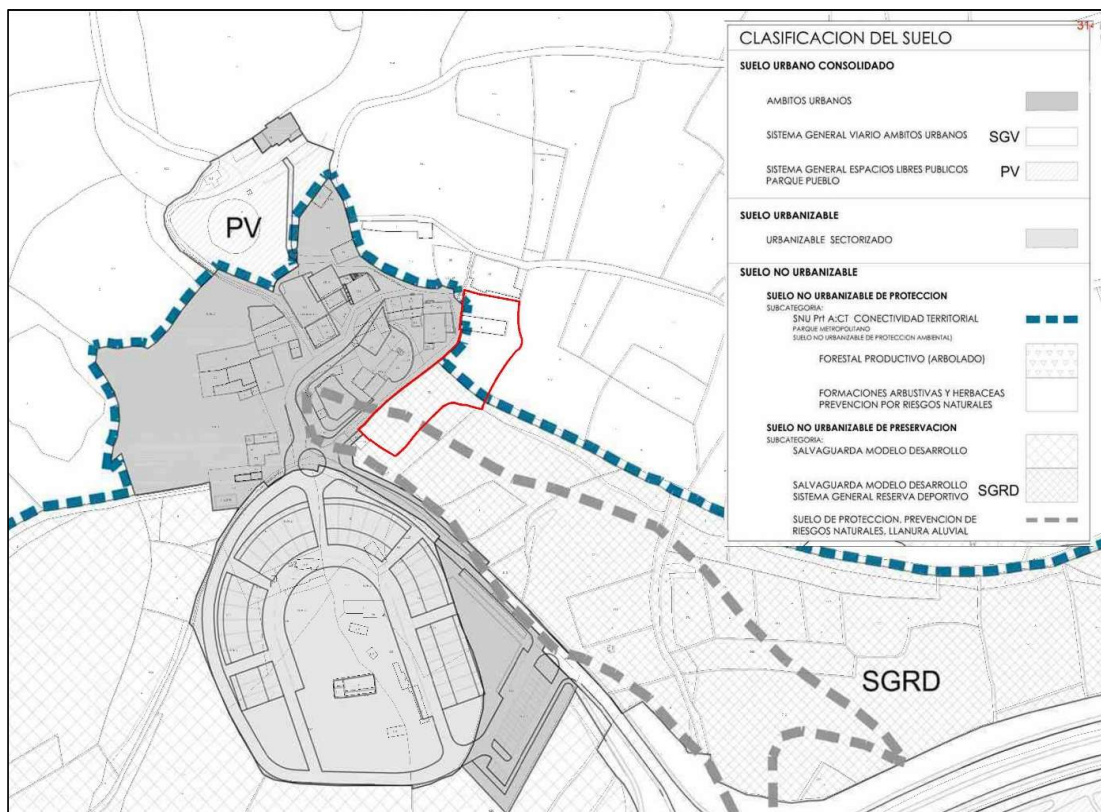 31-
CLASIFICACION DEL SUELO
SUELO URBANO CONSOLIDADO
AMBITOS URBANOS
SISTEMA GENERAL VIARIO AMBITOS URBANOS SGV
SISTEMA GENERAL ESPACIOS LIBRES PUBLICOS PV
PARQUE PUEBLO
SUELO URBANIZABLE
URBANIZABLE SECTORIZADO
SUELO NO URBANIZABLE
SUELO NO URBANIZABLE DE PROTECCION
SUBCATEGORIA:
SNU Prt A:CT CONECTIVIDAD TERRITORIAL
PARQUE METROPOLITANO
SUELO NO URBANIZABLE DE PROTECCION AMBIENTAL)
FORESTAL PRODUCTIVO (ARBOLADO)
FORMACIONES ARBUSTIVAS Y HERBACEAS
PREVENCION POR RIESGOS NATURALES
SUELO NO URBANIZABLE DE PRESERVACION
SUBCATEGORIA:
SALVAGUARDA MODELO DESARROLLO
SALVAGUARDA MODELO DESARROLLO
SISTEMA GENERAL RESERVA DEPORTIVO SGRD
SUELO DE PROTECCION, PREVENCION DE
RIESGOS NATURALES, LLANURA ALUVIAL
PV
SGRD